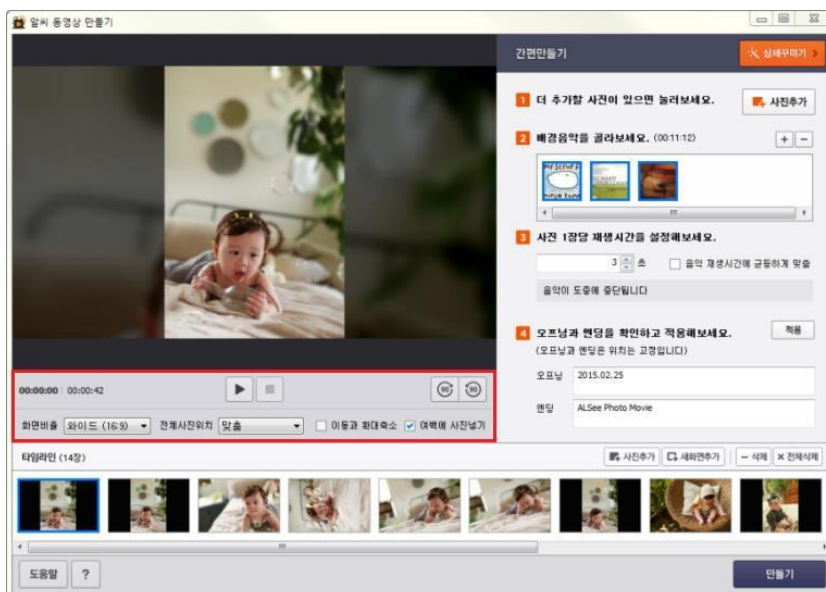 알씨 동영상 만들기
간편만들기
상세꾸미기 >
1 더 추가할 사진이 있으면 눌러보세요.
사진추가
2 배경음악을 골라보세요. (00:11:12)
+ -
3 사진 1장당 재생시간을 설정해보세요.
3 초
음악 재생시간에 균등하게 맞춤
음악이 도중에 중단됩니다
4 오프닝과 엔딩을 확인하고 적용해보세요.
적용
(오프닝과 엔딩은 위치는 고정입니다)
오프닝 2015.02.25
엔딩 ALSee Photo Movie
00:00:00 00:00:42
90 90
화면비율 와이드 (16:9) 전체사진위치 맞춤 이동과 확대축소 여백에 사진넣기
타임라인 (14장)
사진추가 새화면추가 - 삭제 × 전체삭제
도움말 ? 만들기